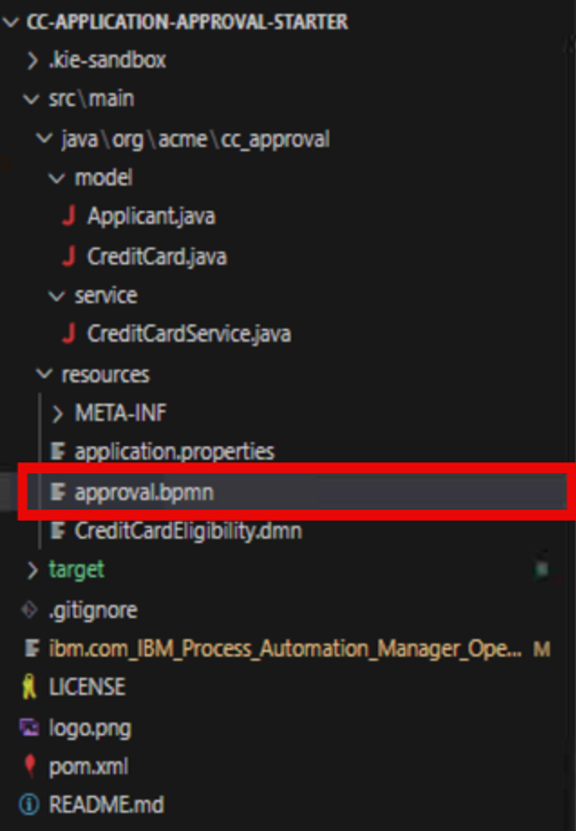 CC-APPLICATION-APPROVAL-STARTER
.kie-sandbox
src\main
java\org\acme\cc_approval
model
J Applicant.java
J CreditCard.java
service
J CreditCardService.java
resources
META-INF
application.properties
approval.bpmn
CreditCardEligibility.dmn
target
.gitignore
ibm.com_IBM_Process_Automation_Manager_Ope... M
LICENSE
logo.png
pom.xml
README.md